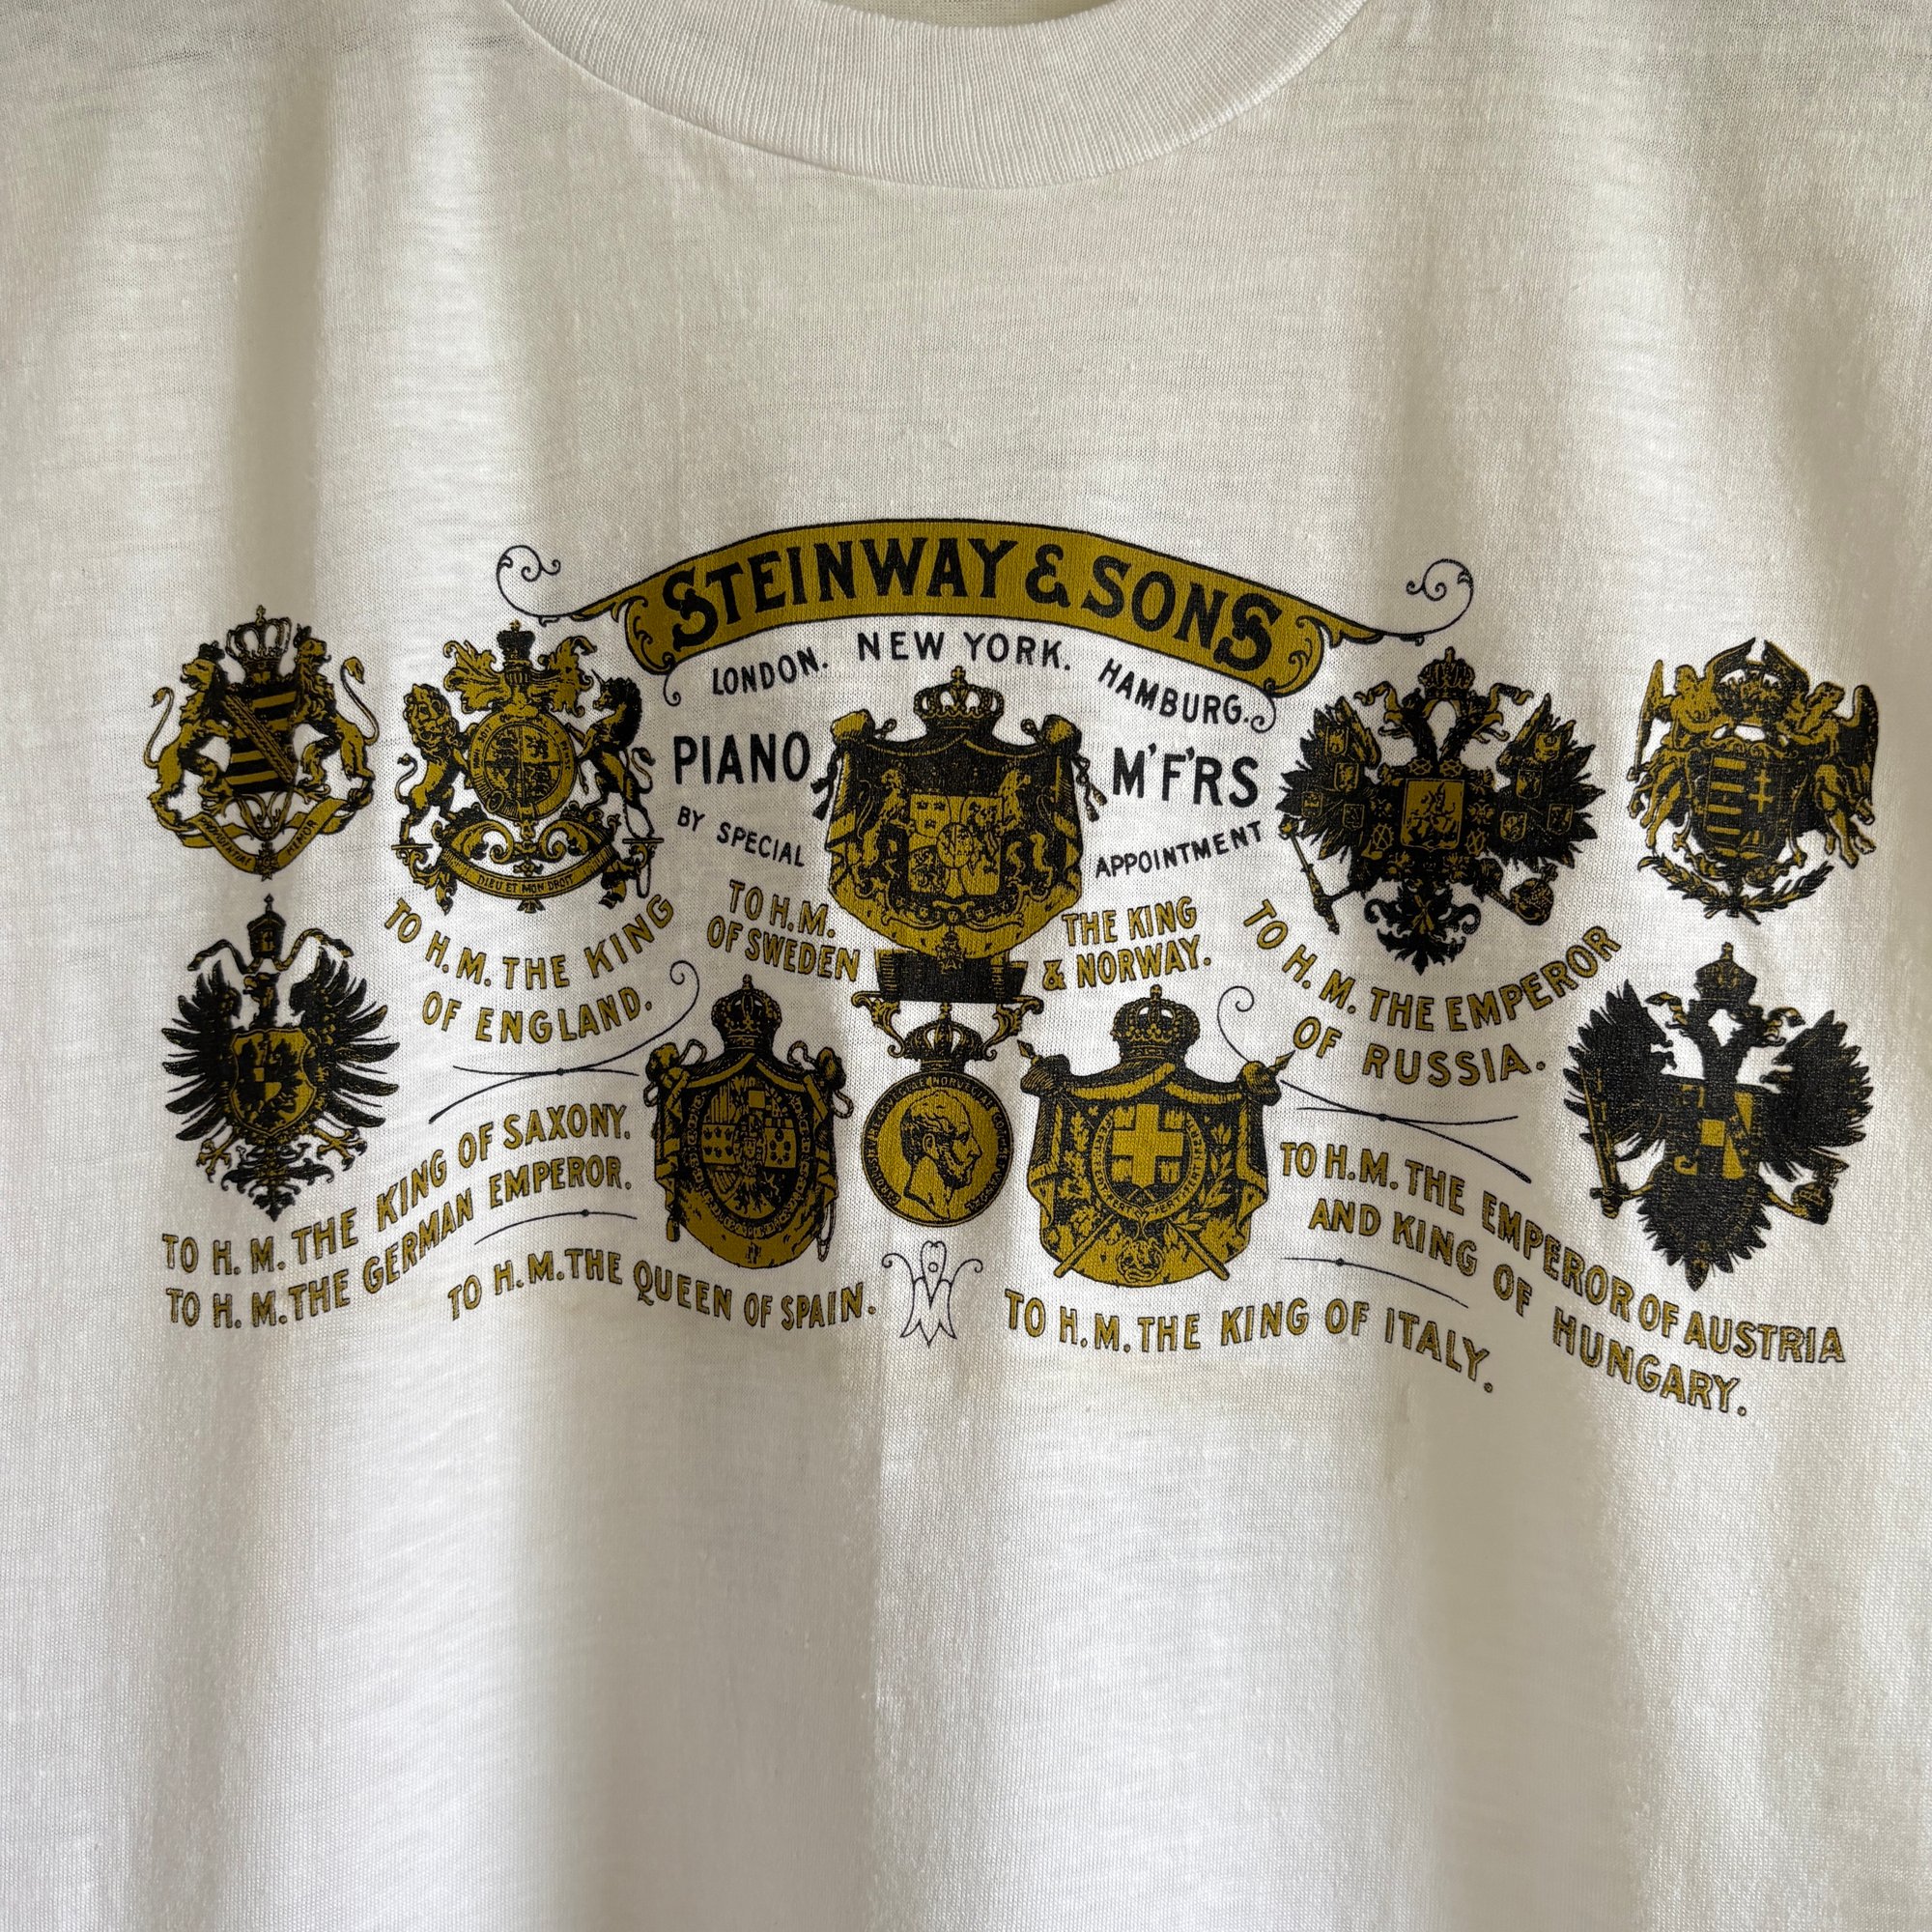 STEINWAY & SONS
LONDON. NEW YORK. HAMBURG.
PIANO M'F'RS
BY SPECIAL APPOINTMENT
DIEU ET MON DROIT
TO H.M. THE KING
OF ENGLAND.
TO H.M. THE KING
OF SWEDEN & NORWAY.
TO H.M. THE EMPEROR
OF RUSSIA.
TO H.M. THE KING OF SAXONY.
TO H.M. THE GERMAN EMPEROR.
TO H.M. THE QUEEN OF SPAIN.
TO H.M. THE KING OF ITALY.
TO H.M. THE EMPEROR OF AUSTRIA
AND KING OF HUNGARY.